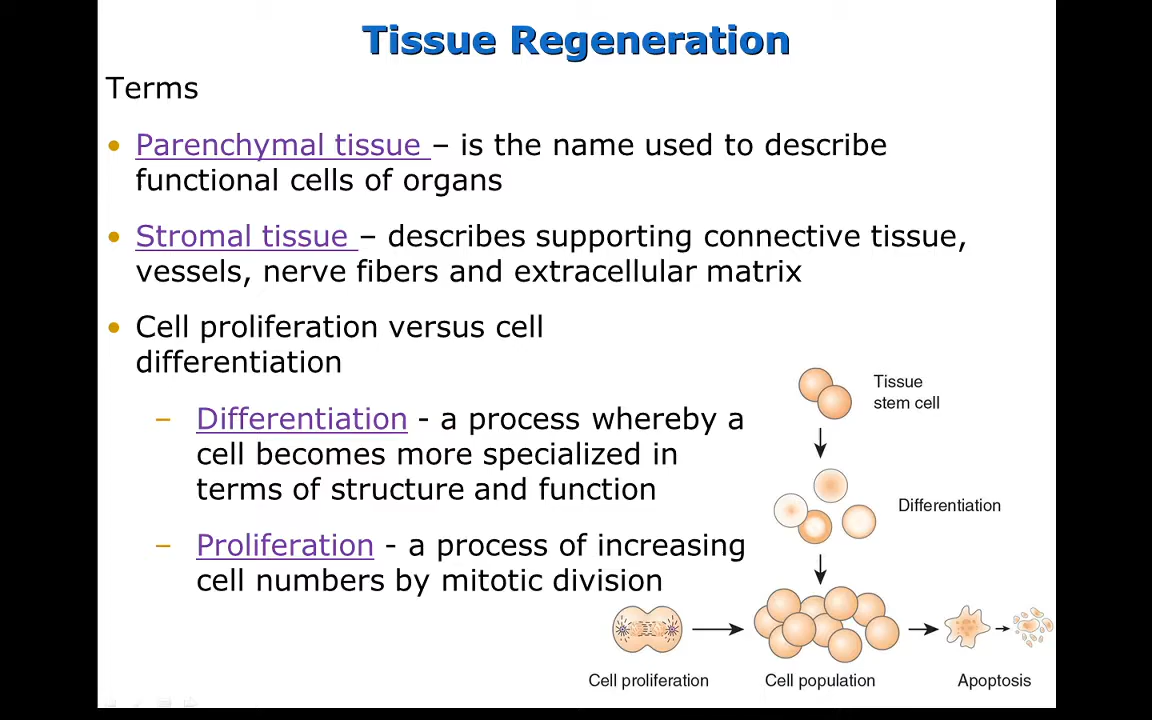 Tissue Regeneration
Terms
• Parenchymal tissue – is the name used to describe
functional cells of organs
• Stromal tissue – describes supporting connective tissue,
vessels, nerve fibers and extracellular matrix
• Cell proliferation versus cell
differentiation
– Differentiation - a process whereby a
cell becomes more specialized in
terms of structure and function
– Proliferation - a process of increasing
cell numbers by mitotic division
Tissue
stem cell
Differentiation
Cell proliferation
Cell population
Apoptosis